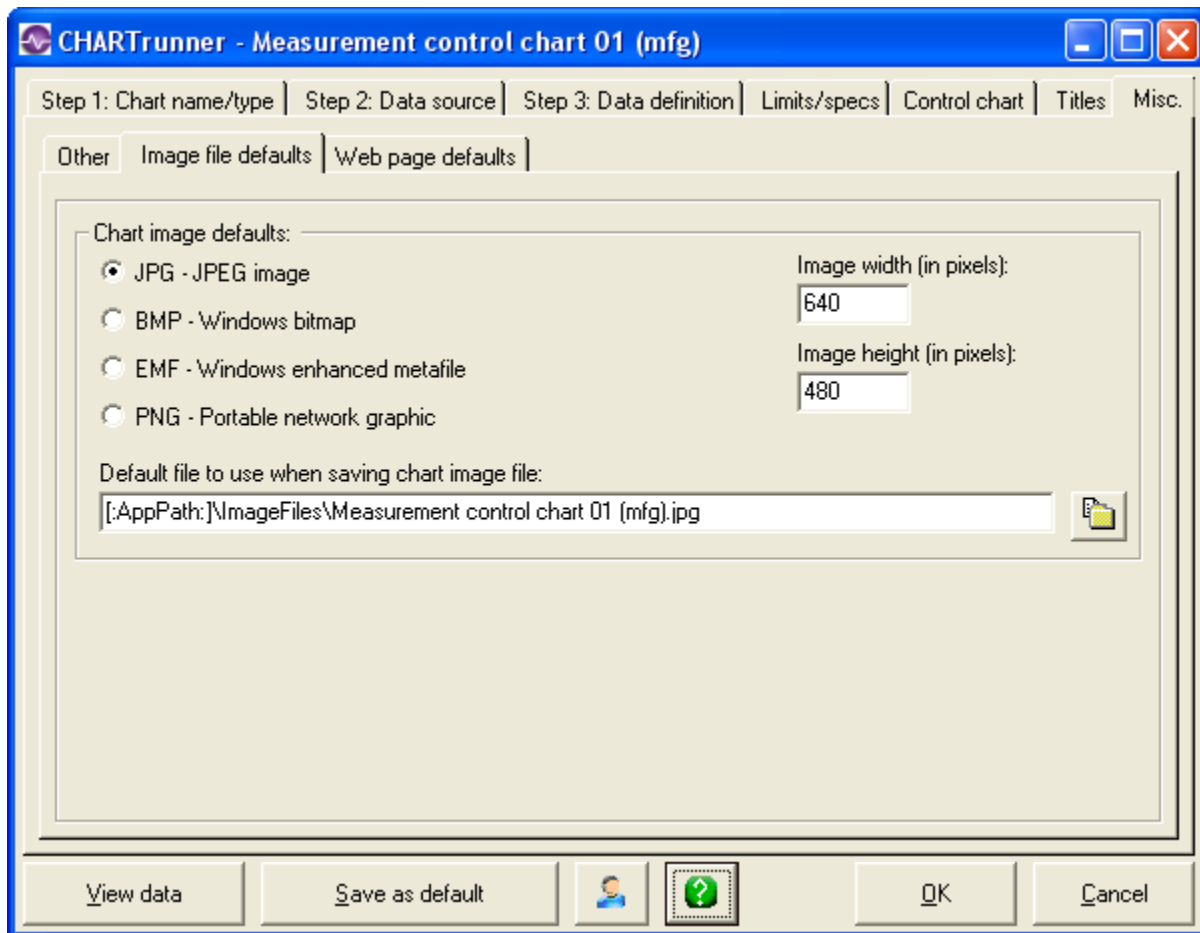 CHARTrunner - Measurement control chart 01 (mfg)
Step 1: Chart name/type Step 2: Data source Step 3: Data definition Limits/specs Control chart Titles Misc.
Other Image file defaults Web page defaults
Chart image defaults:
JPG - JPEG image
BMP - Windows bitmap
EMF - Windows enhanced metafile
PNG - Portable network graphic
Image width (in pixels):
640
Image height (in pixels):
480
Default file to use when saving chart image file:
[:AppPath:]\ImageFiles\Measurement control chart 01 (mfg).jpg
View data Save as default ? OK Cancel